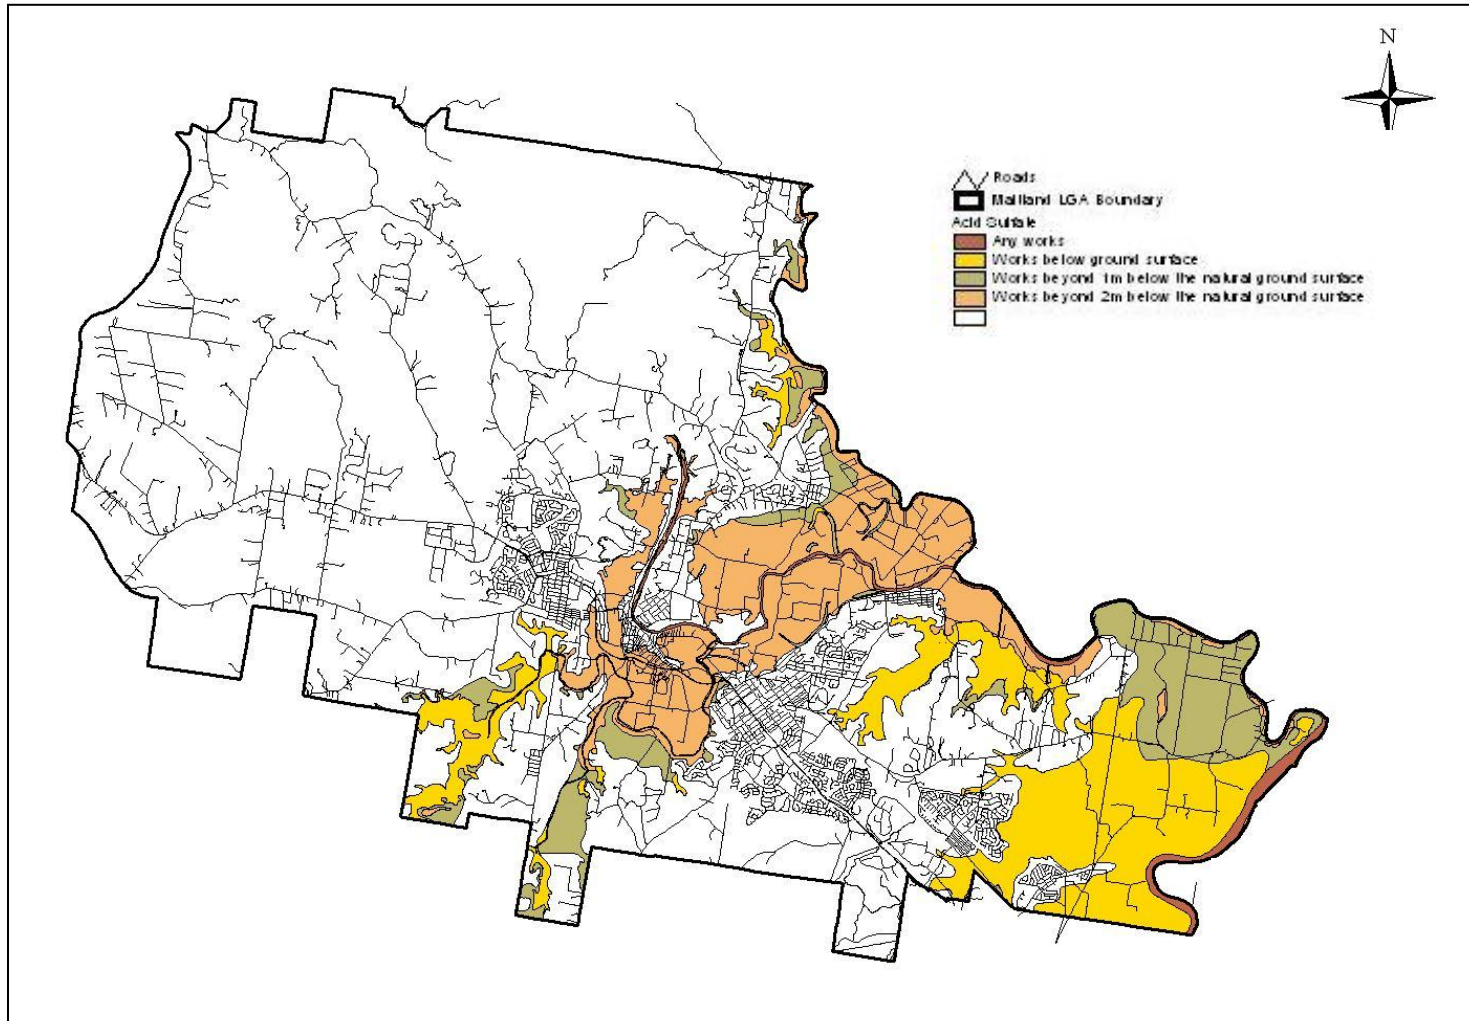 N
Roads
Maitland LGA Boundary
Acid Sulfate
Any works
Works below ground surface
Works beyond 1m below the natural ground surface
Works beyond 2m below the natural ground surface